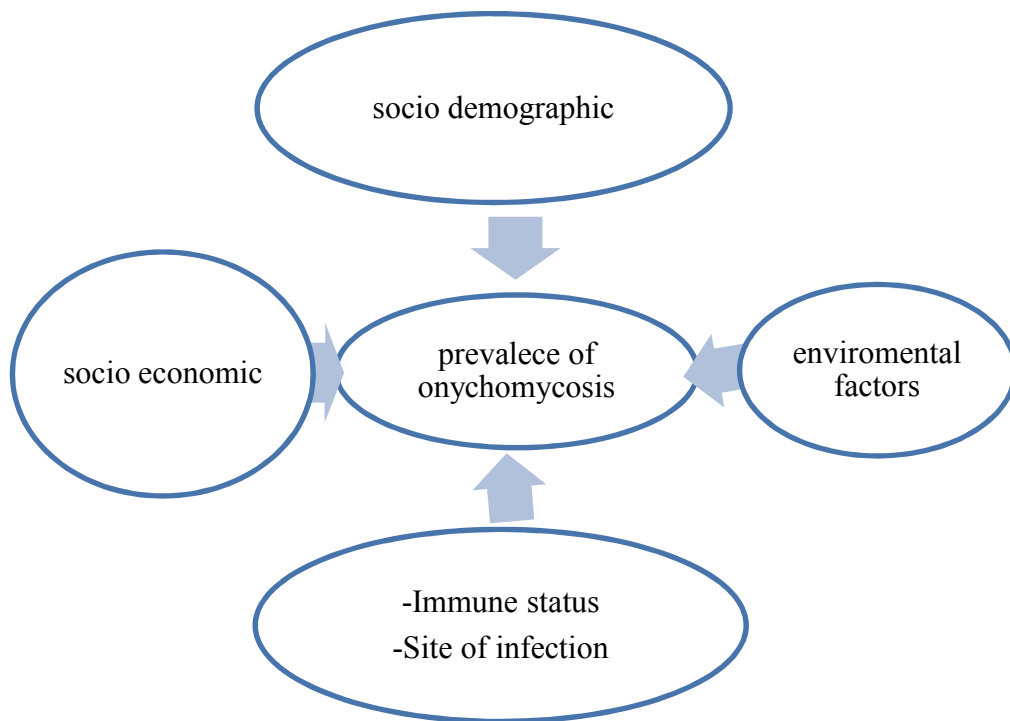 socio demographic
socio economic
prevalece of
onychomycosis
enviromental
factors
-Immune status
-Site of infection